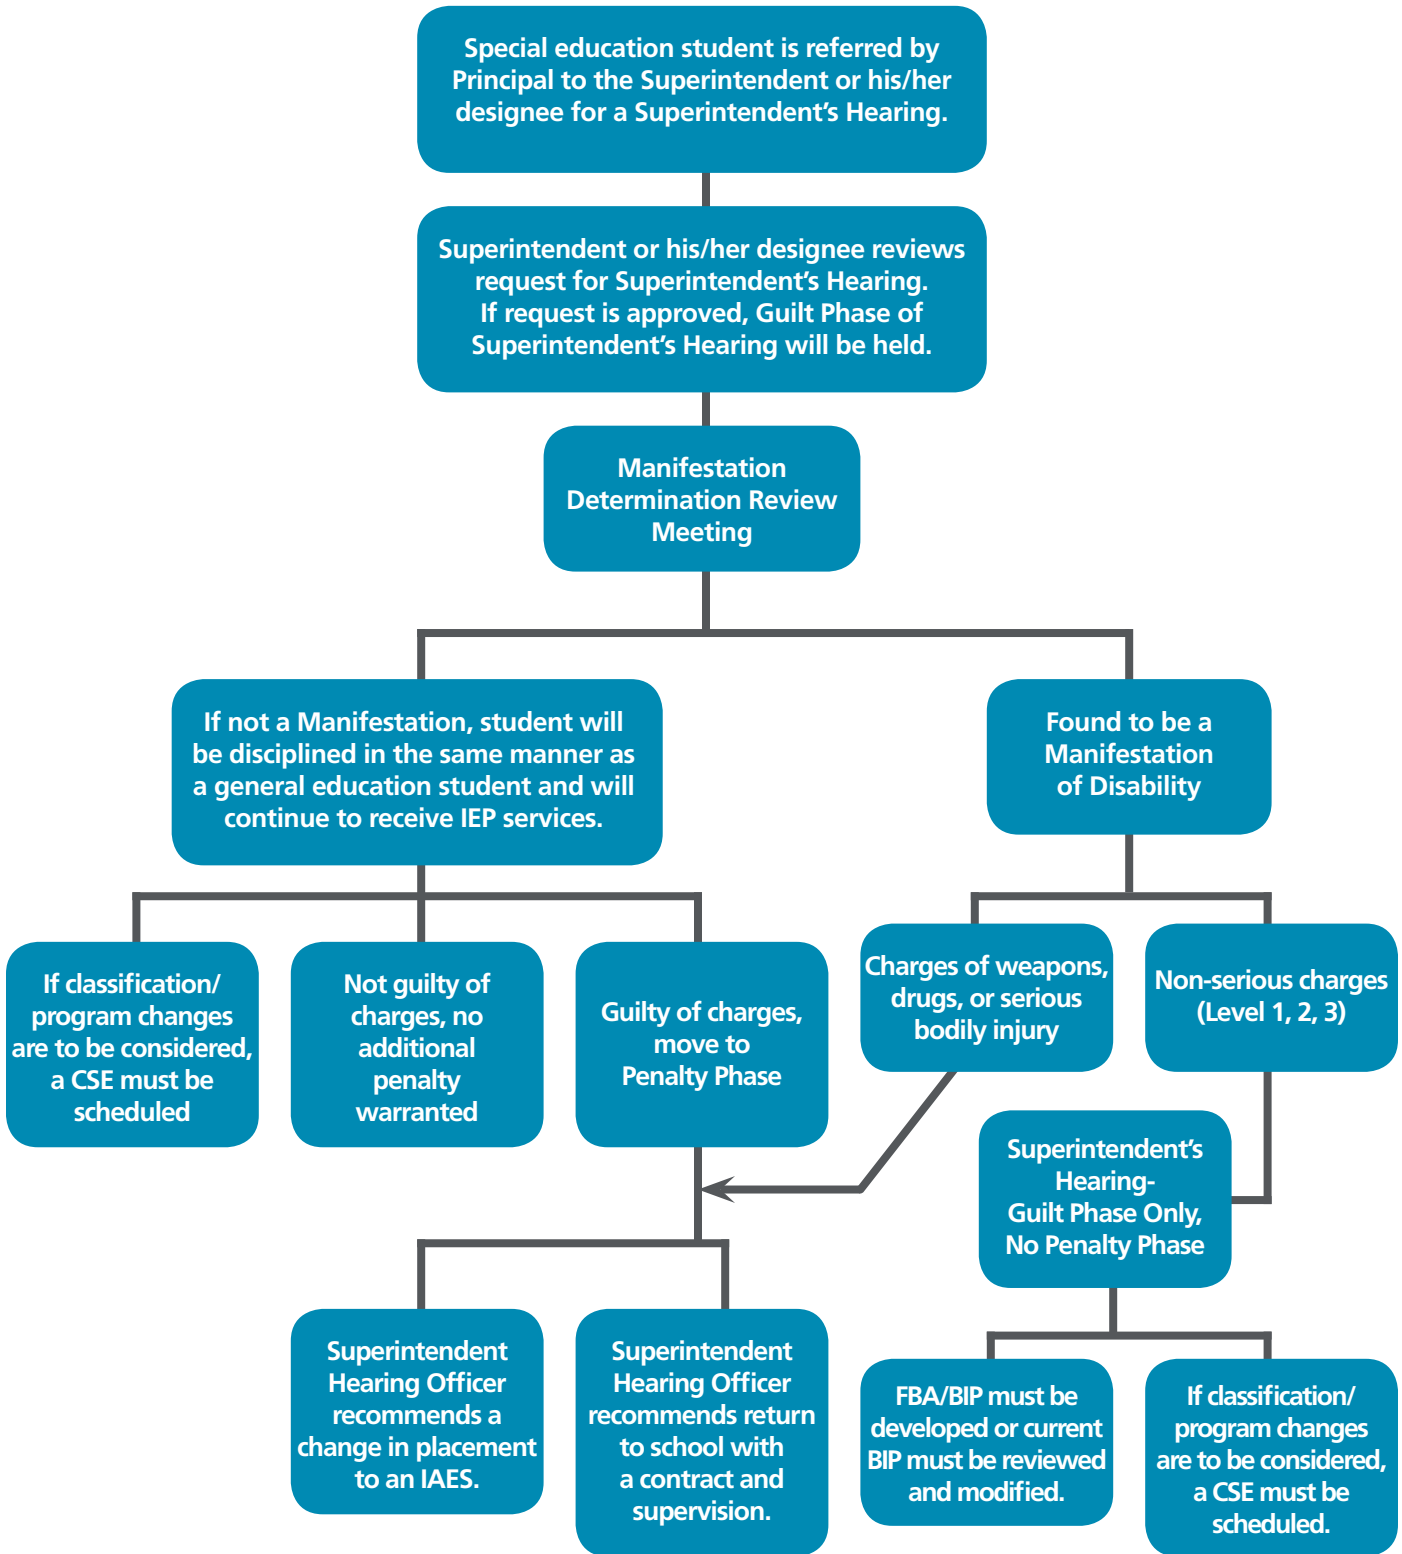 Special education student is referred by
Principal to the Superintendent or his/her
designee for a Superintendent’s Hearing.
Superintendent or his/her designee reviews
request for Superintendent’s Hearing.
If request is approved, Guilt Phase of
Superintendent’s Hearing will be held.
Manifestation
Determination Review
Meeting
If not a Manifestation, student will
be disciplined in the same manner as
a general education student and will
continue to receive IEP services.
Found to be a
Manifestation
of Disability
If classification/
program changes
are to be considered,
a CSE must be
scheduled
Not guilty of
charges, no
additional
penalty
warranted
Guilty of charges,
move to
Penalty Phase
Charges of weapons,
drugs, or serious
bodily injury
Non-serious charges
(Level 1, 2, 3)
Superintendent’s
Hearing-
Guilt Phase Only,
No Penalty Phase
Superintendent
Hearing Officer
recommends a
change in placement
to an IAES.
Superintendent
Hearing Officer
recommends return
to school with
a contract and
supervision.
FBA/BIP must be
developed or current
BIP must be reviewed
and modified.
If classification/
program changes
are to be considered,
a CSE must be
scheduled.